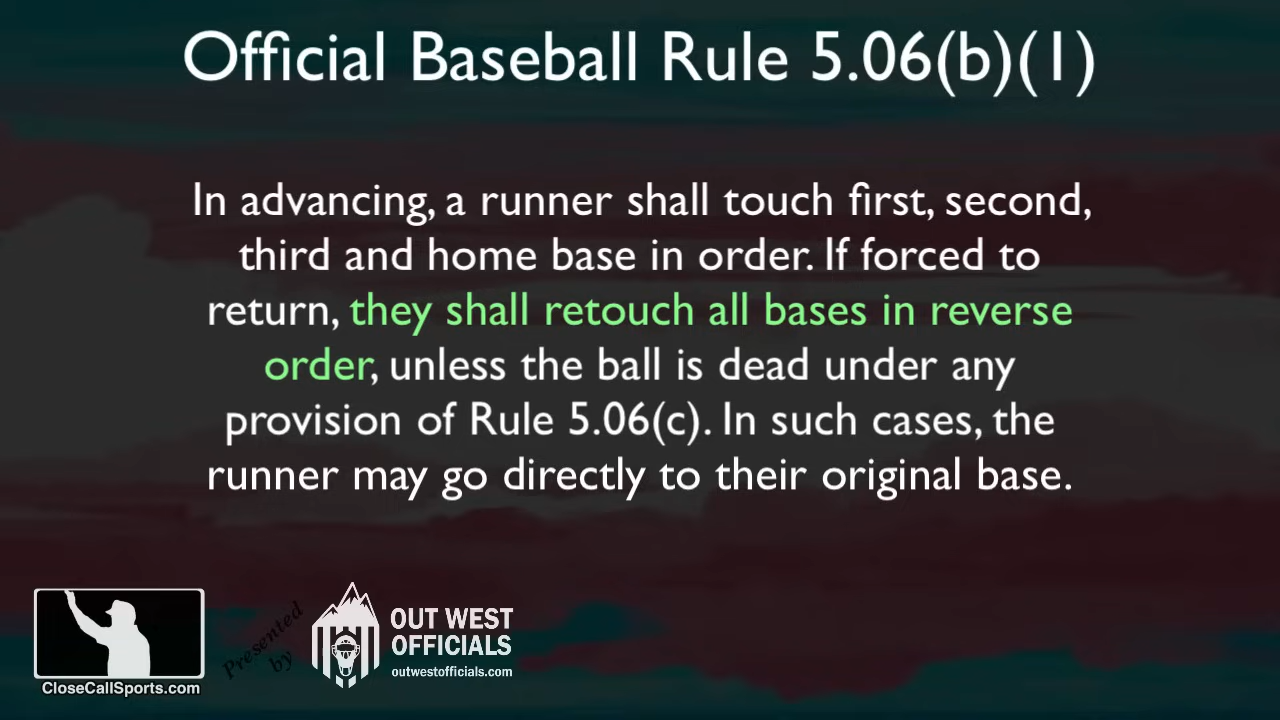 Official Baseball Rule 5.06(b)(1)
In advancing, a runner shall touch first, second,
third and home base in order. If forced to
return, they shall retouch all bases in reverse
order, unless the ball is dead under any
provision of Rule 5.06(c). In such cases, the
runner may go directly to their original base.
CloseCallSports.com
Presented
by
OUT WEST
OFFICIALS
outwestofficials.com